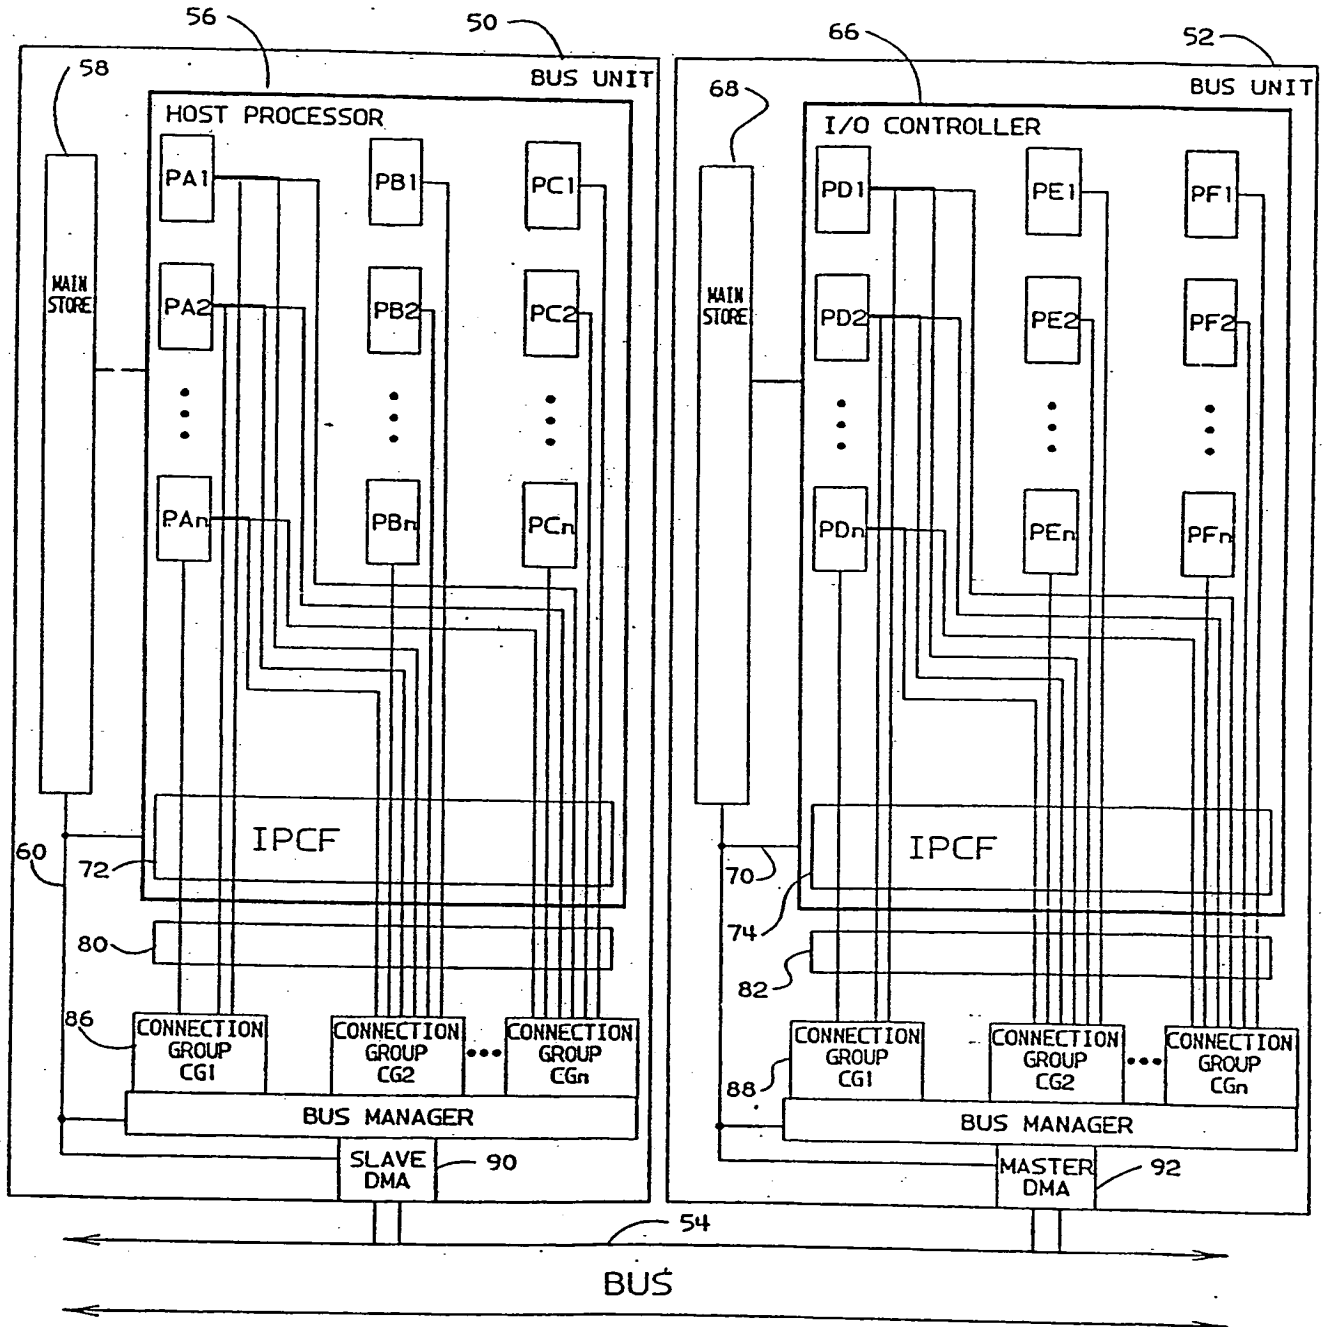 56
50
66
52
58
BUS UNIT
68
BUS UNIT
HOST PROCESSOR
I/O CONTROLLER
PA1
PB1
PC1
PD1
PE1
PF1
MAIN
STORE
PA2
PB2
PC2
MAIN
STORE
PD2
PE2
PF2
PAn
PBn
PCn
PDn
PEn
PFn
60
72
IPCF
70
74
IPCF
80
82
86
CONNECTION
GROUP
CG1
CONNECTION
GROUP
CG2
CONNECTION
GROUP
CGn
88
CONNECTION
GROUP
CG1
CONNECTION
GROUP
CG2
CONNECTION
GROUP
CGn
BUS MANAGER
BUS MANAGER
SLAVE
DMA
90
MASTER
DMA
92
54
BUS